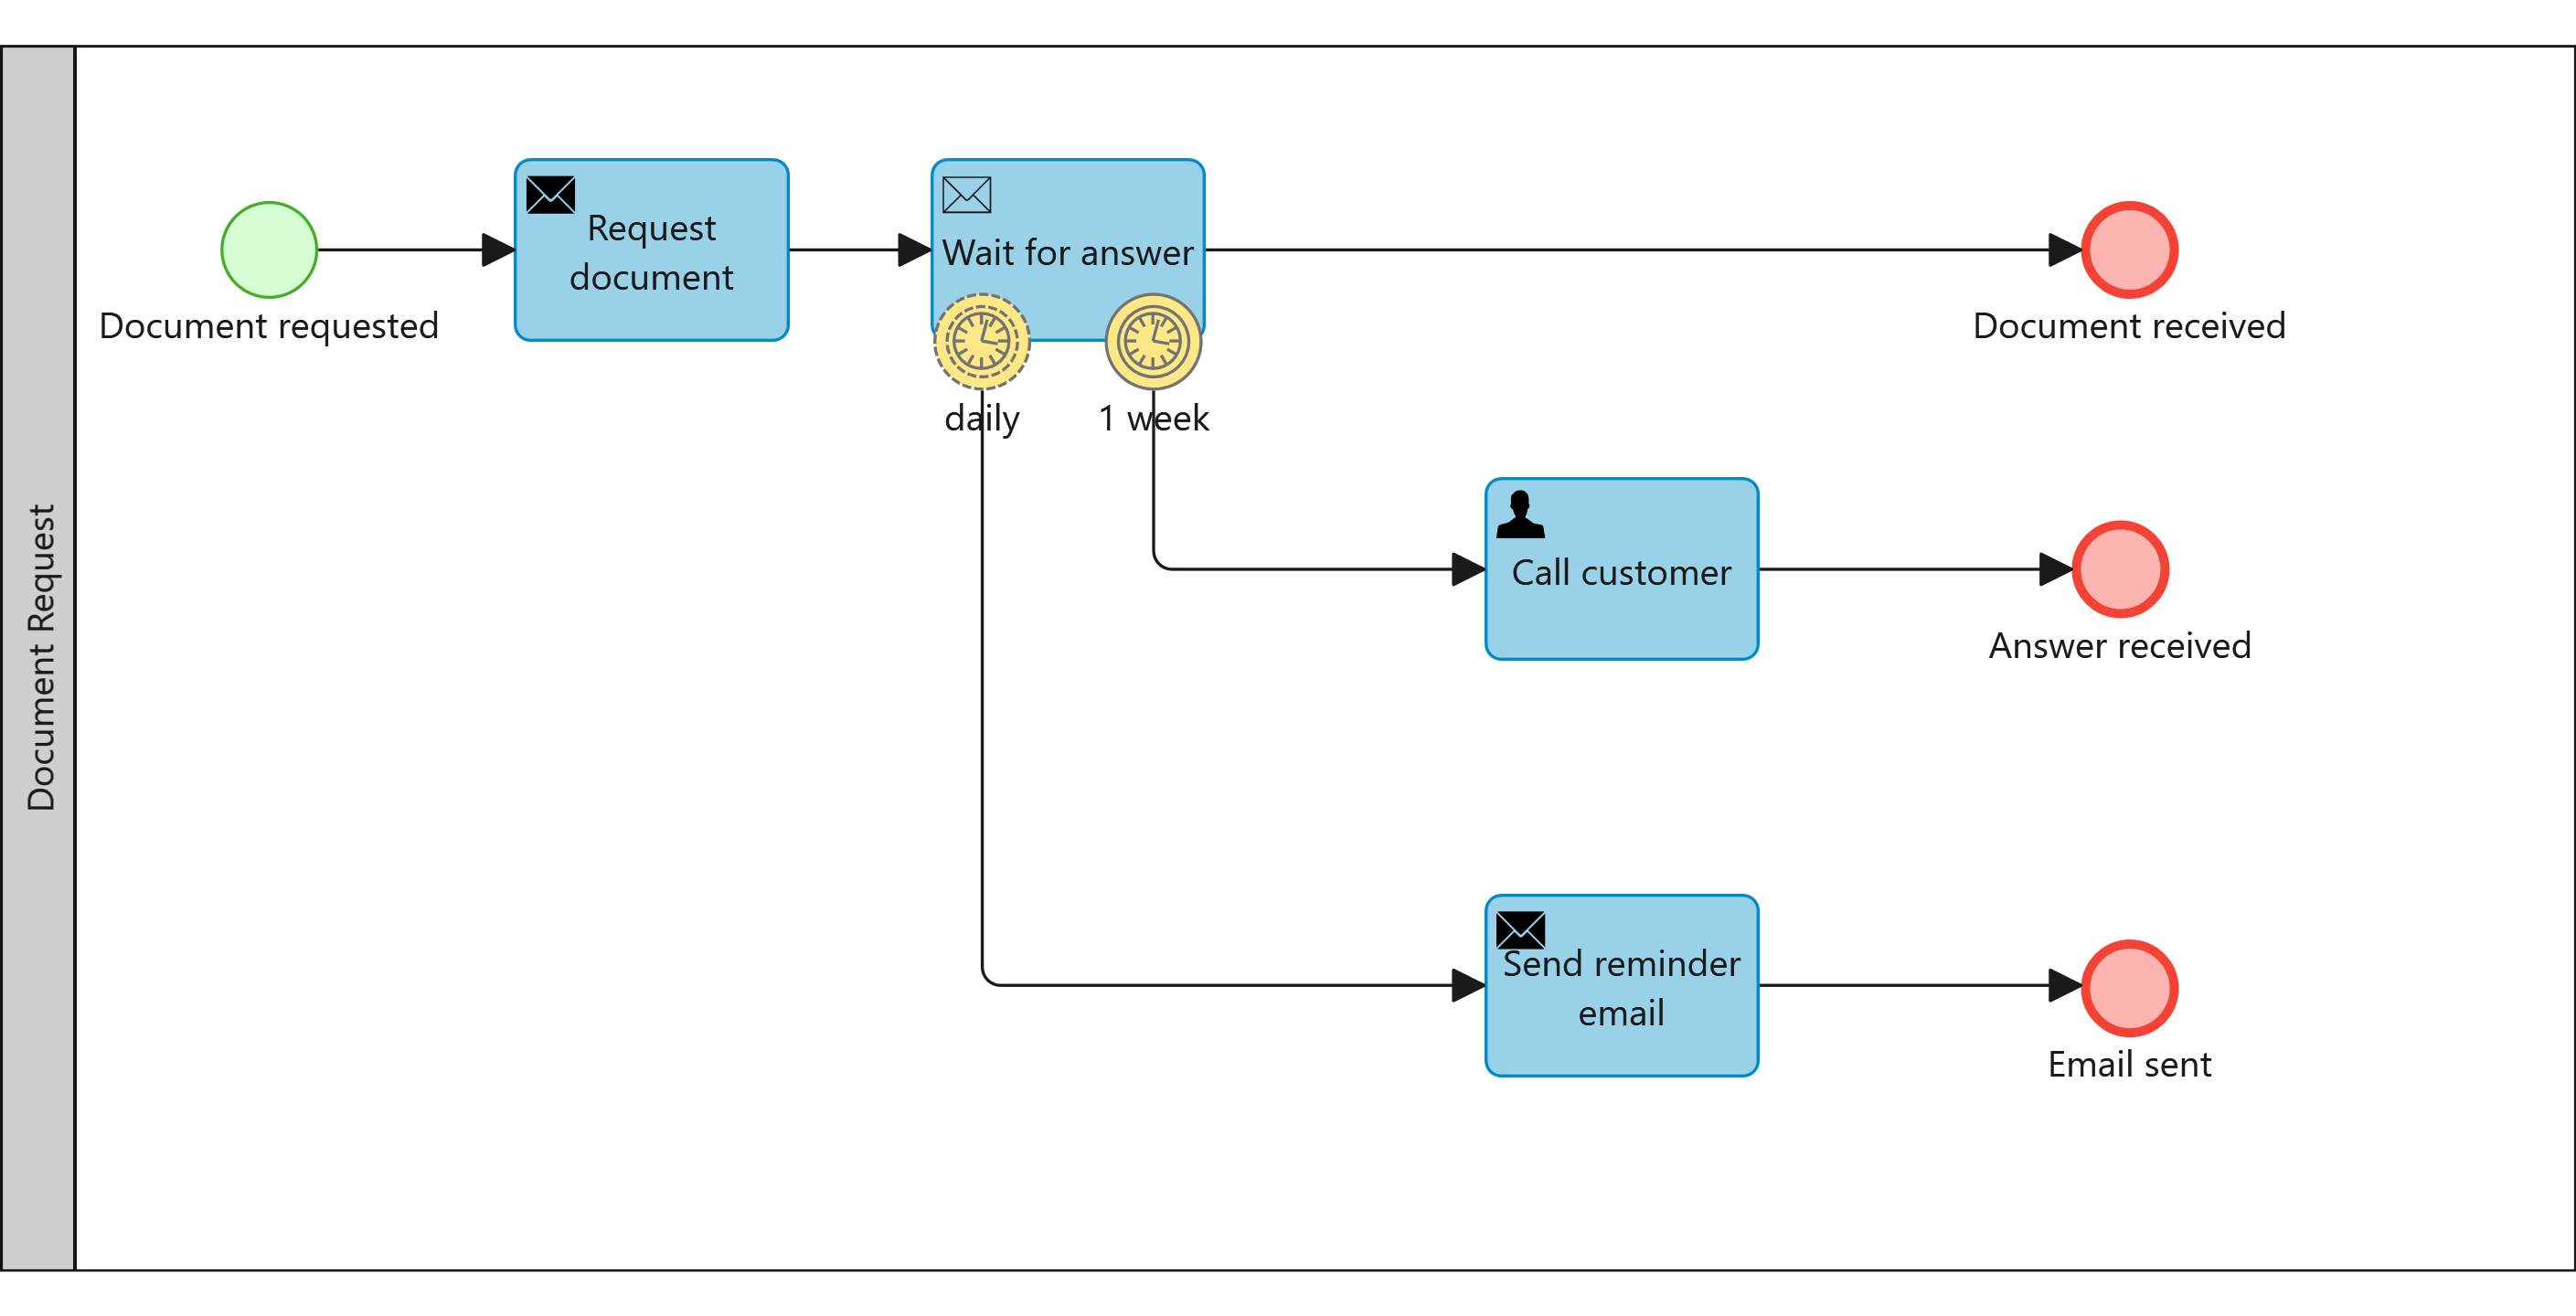 Document Request
Document requested
Request
document
Wait for answer
daily
1 week
Document received
Call customer
Answer received
Send reminder
email
Email sent